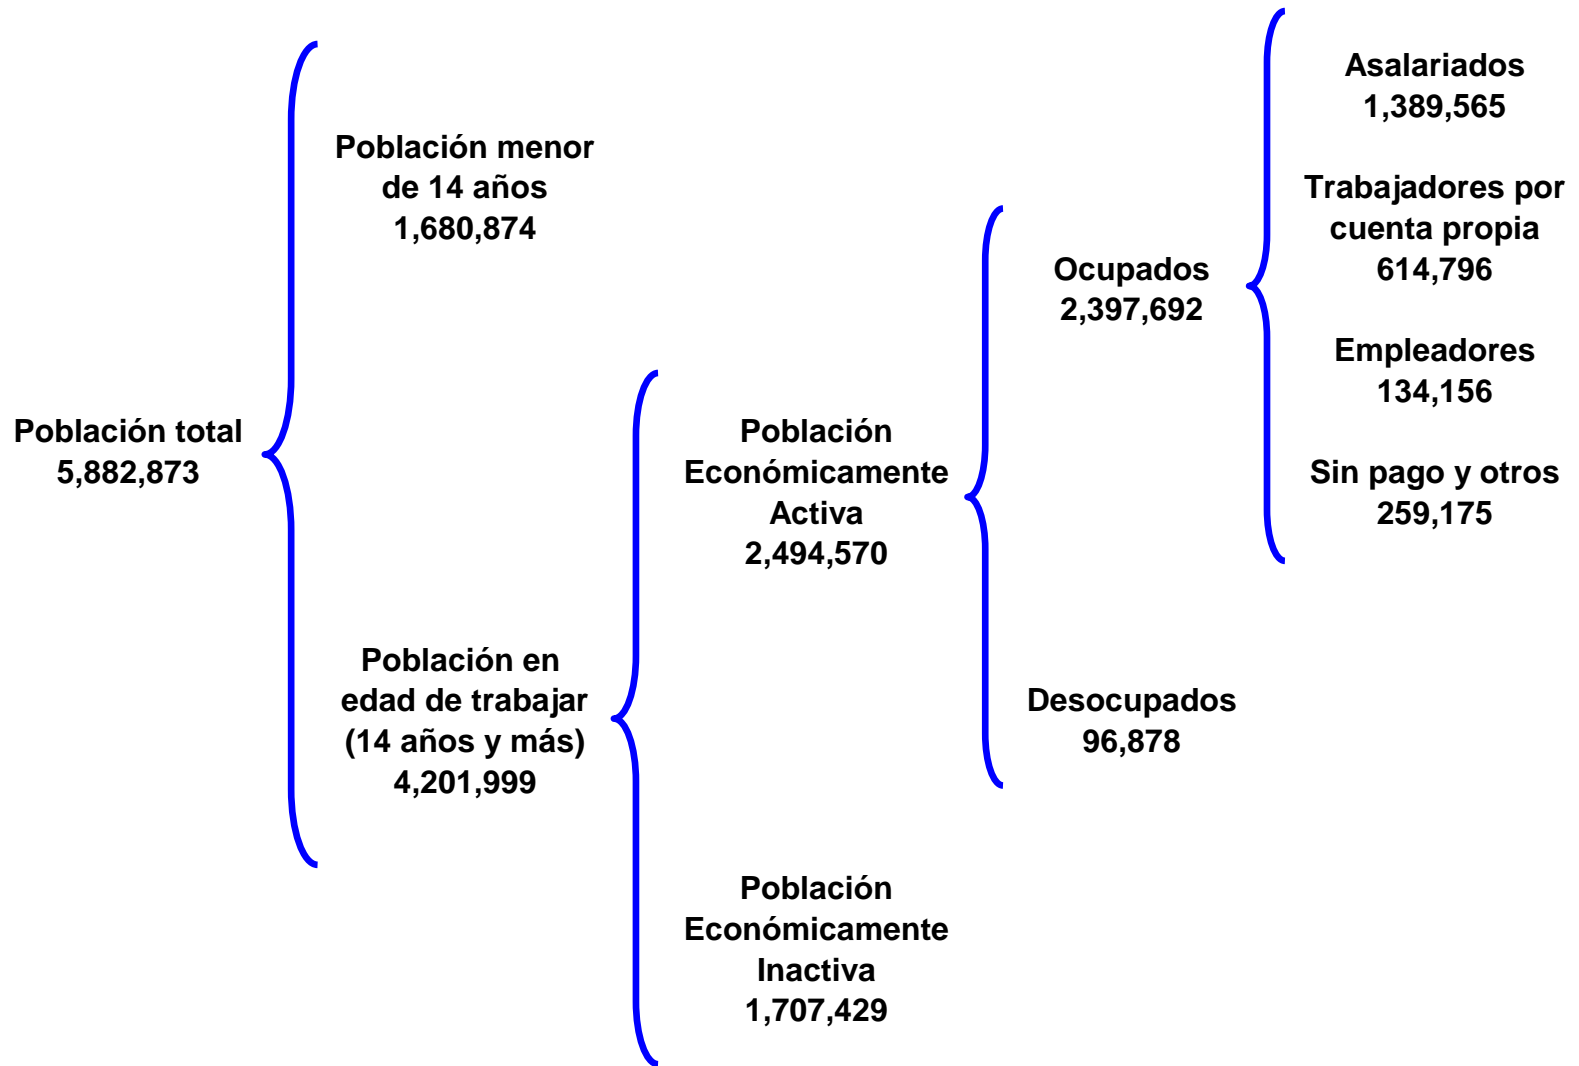 Población total
5,882,873
Población menor
de 14 años
1,680,874
Población en
edad de trabajar
(14 años y más)
4,201,999
Población
Económicamente
Activa
2,494,570
Población
Económicamente
Inactiva
1,707,429
Ocupados
2,397,692
Desocupados
96,878
Asalariados
1,389,565
Trabajadores por
cuenta propia
614,796
Empleadores
134,156
Sin pago y otros
259,175